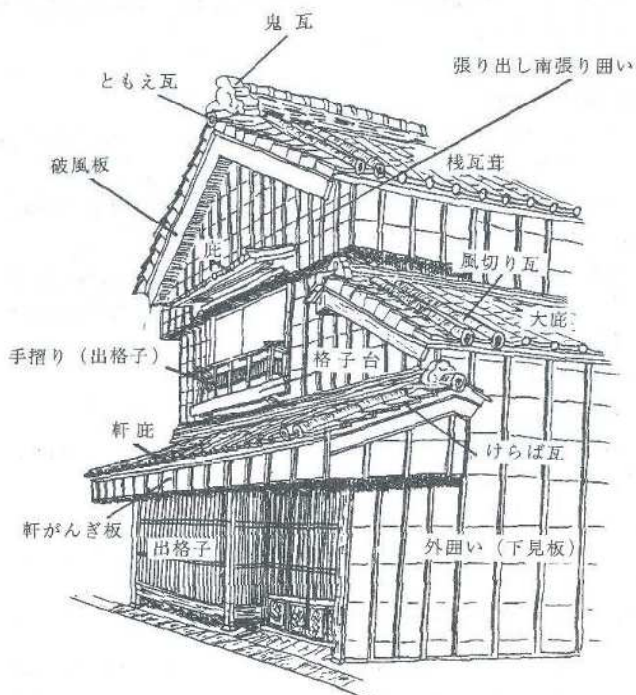 鬼瓦
ともえ瓦
張り出し南張り囲い
破風板
桟瓦葺
庇
風切り瓦
大庇
手摺り（出格子）
格子台
軒庇
けらば瓦
軒がんぎ板
出格子
外囲い（下見板）